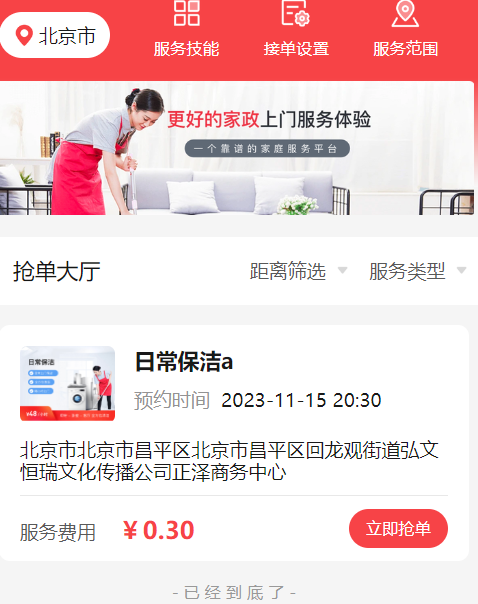 北京市
服务技能
接单设置
服务范围
更好的家政上门服务体验
一个靠谱的家庭服务平台
抢单大厅
距离筛选
服务类型
日常保洁
日常保洁a
预约时间 2023-11-15 20:30
北京市北京市昌平区北京市昌平区回龙观街道弘文
恒瑞文化传播公司正泽商务中心
¥48
服务费用
¥0.30
立即抢单
-已经到底了-